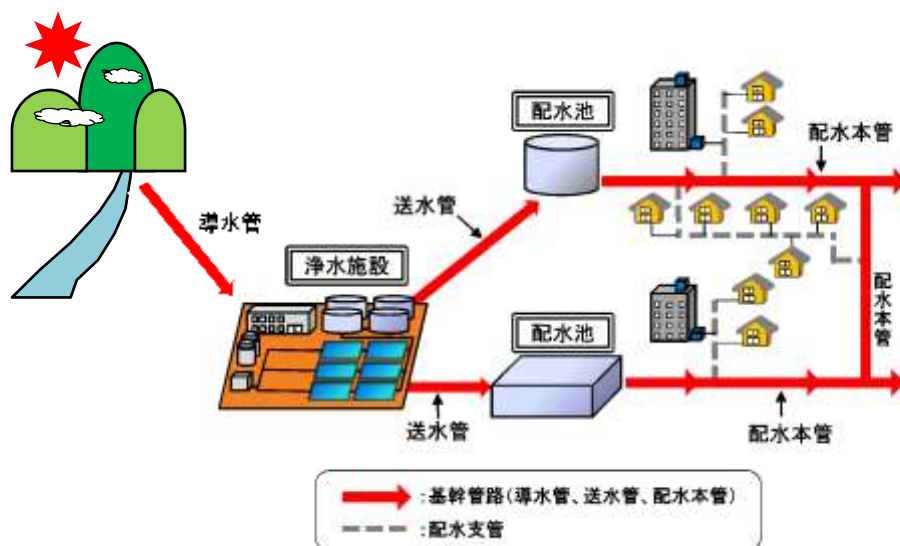 配水池
配水本管
送水管
導水管
浄水施設
配水本管
配水池
送水管
配水本管
:基幹管路(導水管、送水管、配水本管)
:配水支管